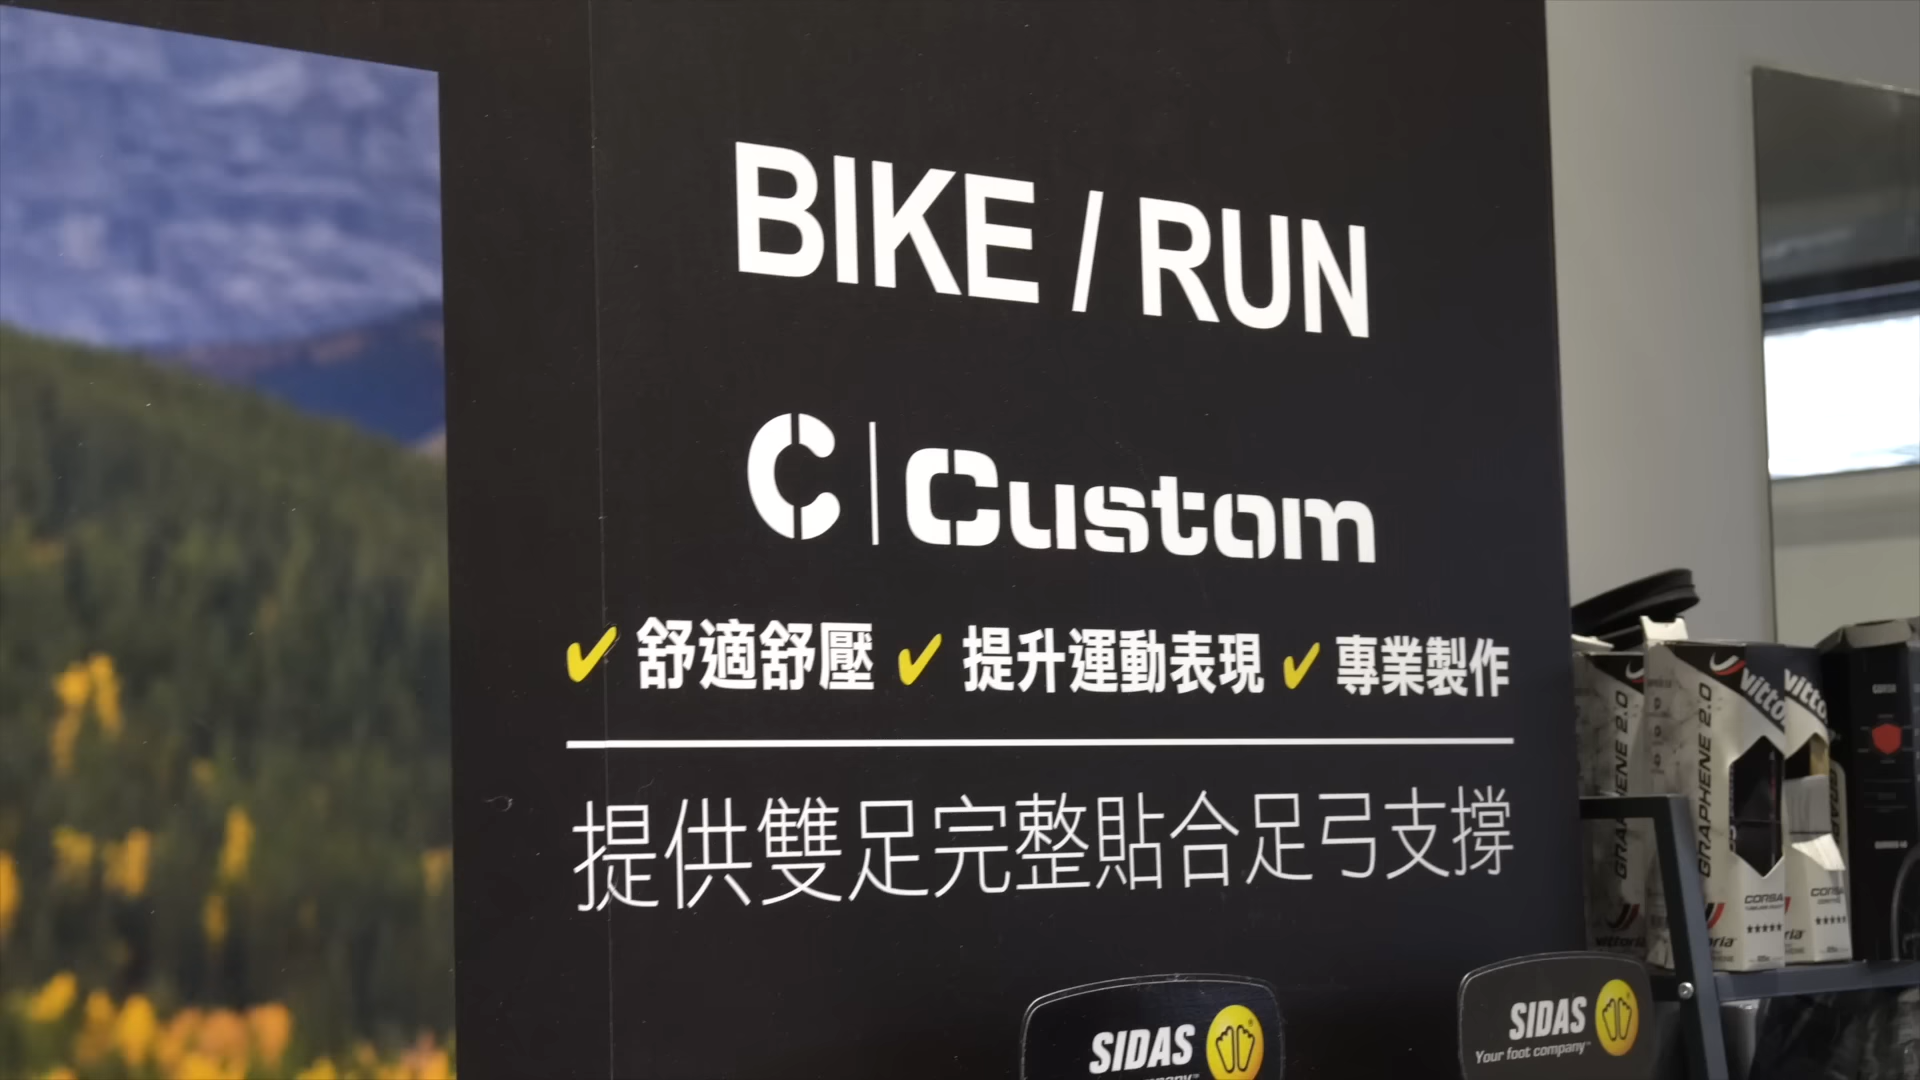 BIKE / RUN
C | Custom
✔ 舒適舒壓 ✔ 提升運動表現 ✔ 專業製作
提供雙足完整貼合足弓支撐
SIDAS
SIDAS
Your foot company™
GRAPHENE 2.0
vittoria
GRAPHENE 2.0
CORSA
CORSA